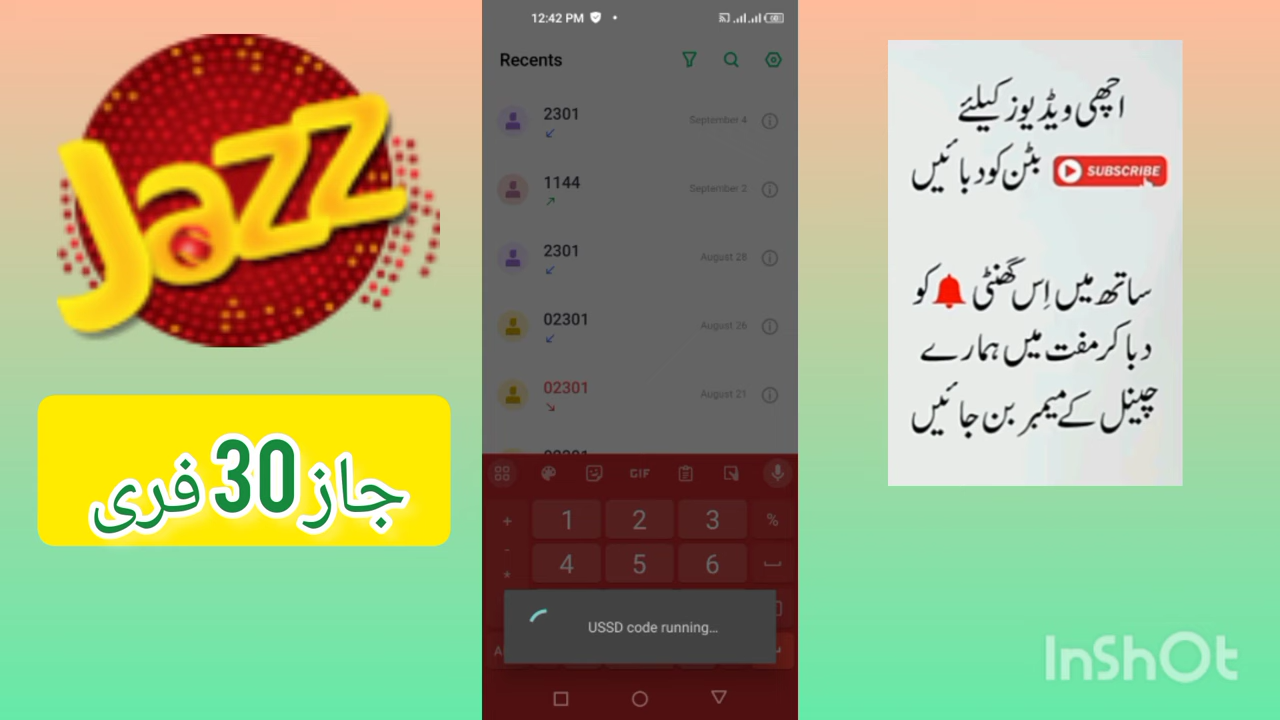 Jazz
جاز 30 فری
12:42 PM
Recents
2301
September 4
1144
September 2
2301
August 28
02301
August 26
02301
August 21
GIF
+ 1 2 3 %
-
* 4 5 6
USSD code running...
اچھی ویڈیوز کیلئے
SUBSCRIBE بٹن کو دبائیں
ساتھ میں اِس گھنٹی کو
دبا کر مفت میں ہمارے
چینل کے میمبر بن جائیں
InShOt